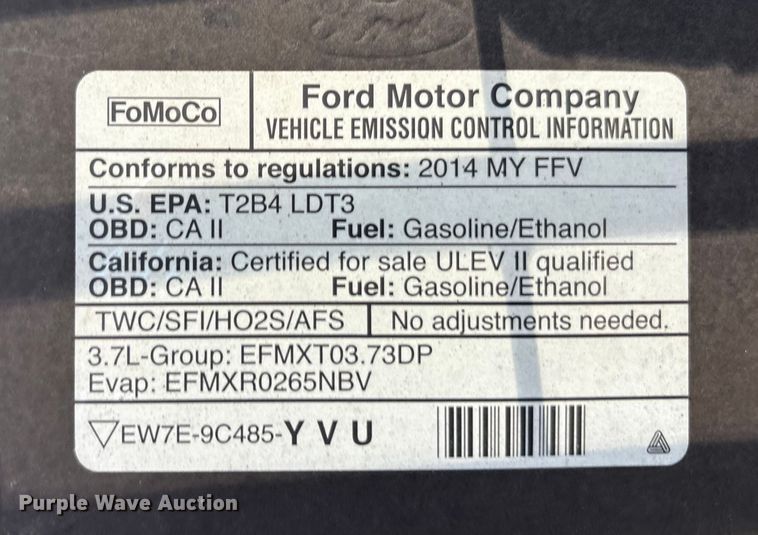 FoMoCo
Ford Motor Company
VEHICLE EMISSION CONTROL INFORMATION
Conforms to regulations: 2014 MY FFV
U.S. EPA: T2B4 LDT3
OBD: CA II Fuel: Gasoline/Ethanol
California: Certified for sale ULEV II qualified
OBD: CA II Fuel: Gasoline/Ethanol
TWC/SFI/HO2S/AFS No adjustments needed.
3.7L-Group: EFMXT03.73DP
Evap: EFMXR0265NBV
EW7E-9C485-Y V U
Purple Wave Auction